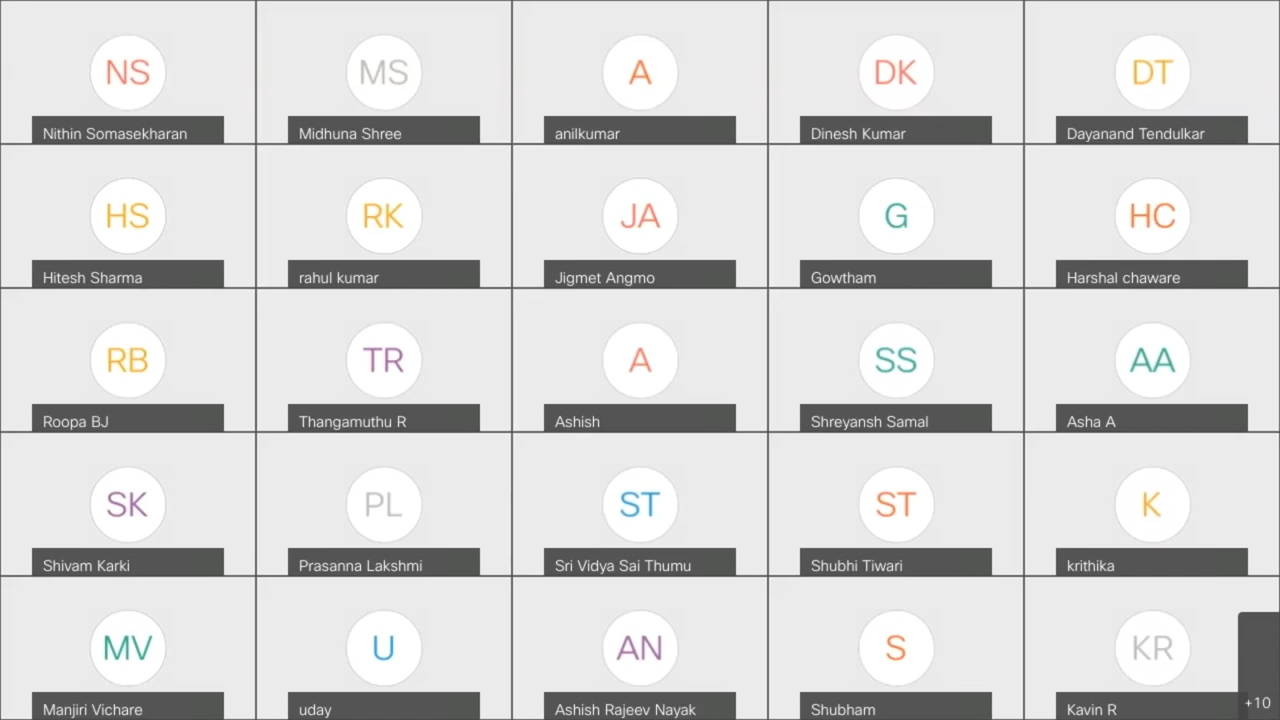 NS
Nithin Somasekharan
MS
Midhuna Shree
A
anilkumar
DK
Dinesh Kumar
DT
Dayanand Tendulkar
HS
Hitesh Sharma
RK
rahul kumar
JA
Jigmet Angmo
G
Gowtham
HC
Harshal chaware
RB
Roopa BJ
TR
Thangamuthu R
A
Ashish
SS
Shreyansh Samal
AA
Asha A
SK
Shivam Karki
PL
Prasanna Lakshmi
ST
Sri Vidya Sai Thumu
ST
Shubhi Tiwari
K
krithika
MV
Manjiri Vichare
U
uday
AN
Ashish Rajeev Nayak
S
Shubham
KR
Kavin R
+10